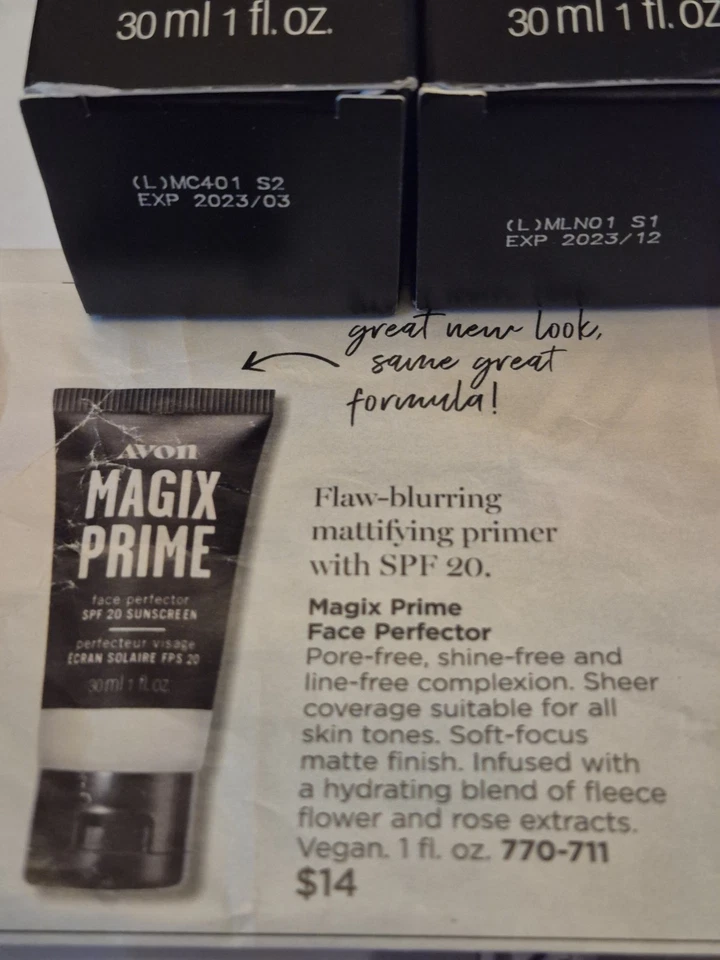 30 ml 1 fl. oz.
(L)MC401 S2
EXP 2023/03
30 ml 1 fl. oz
(L)MLN01 S1
EXP 2023/12
great new look,
same great
formula!
AVON
MAGIX
PRIME
face perfector
SPF 20 SUNSCREEN
perfecteur visage
ÉCRAN SOLAIRE FPS 20
30 ml 1 fl. oz.
Flaw-blurring
mattifying primer
with SPF 20.
Magix Prime
Face Perfector
Pore-free, shine-free and
line-free complexion. Sheer
coverage suitable for all
skin tones. Soft-focus
matte finish. Infused with
a hydrating blend of fleece
flower and rose extracts.
Vegan. 1 fl. oz. 770-711
$14